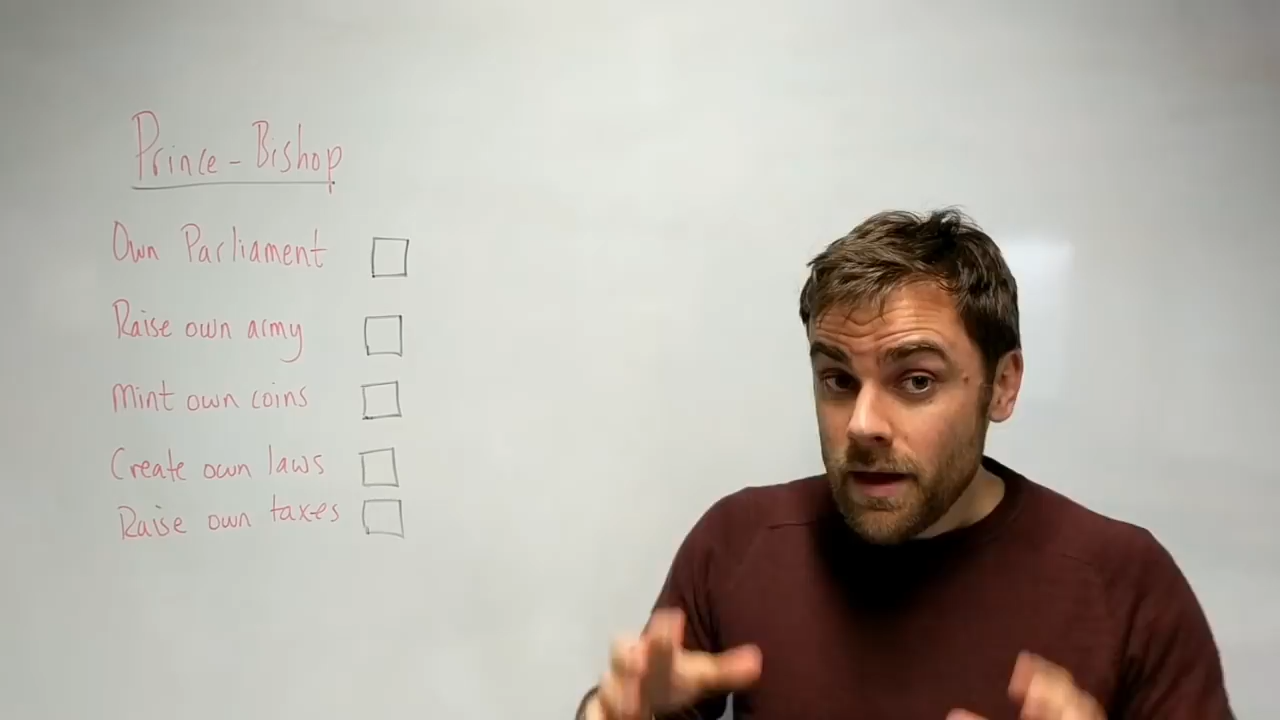 Prince-Bishop
Own Parliament
Raise own army
Mint own coins
Create own laws
Raise own taxes